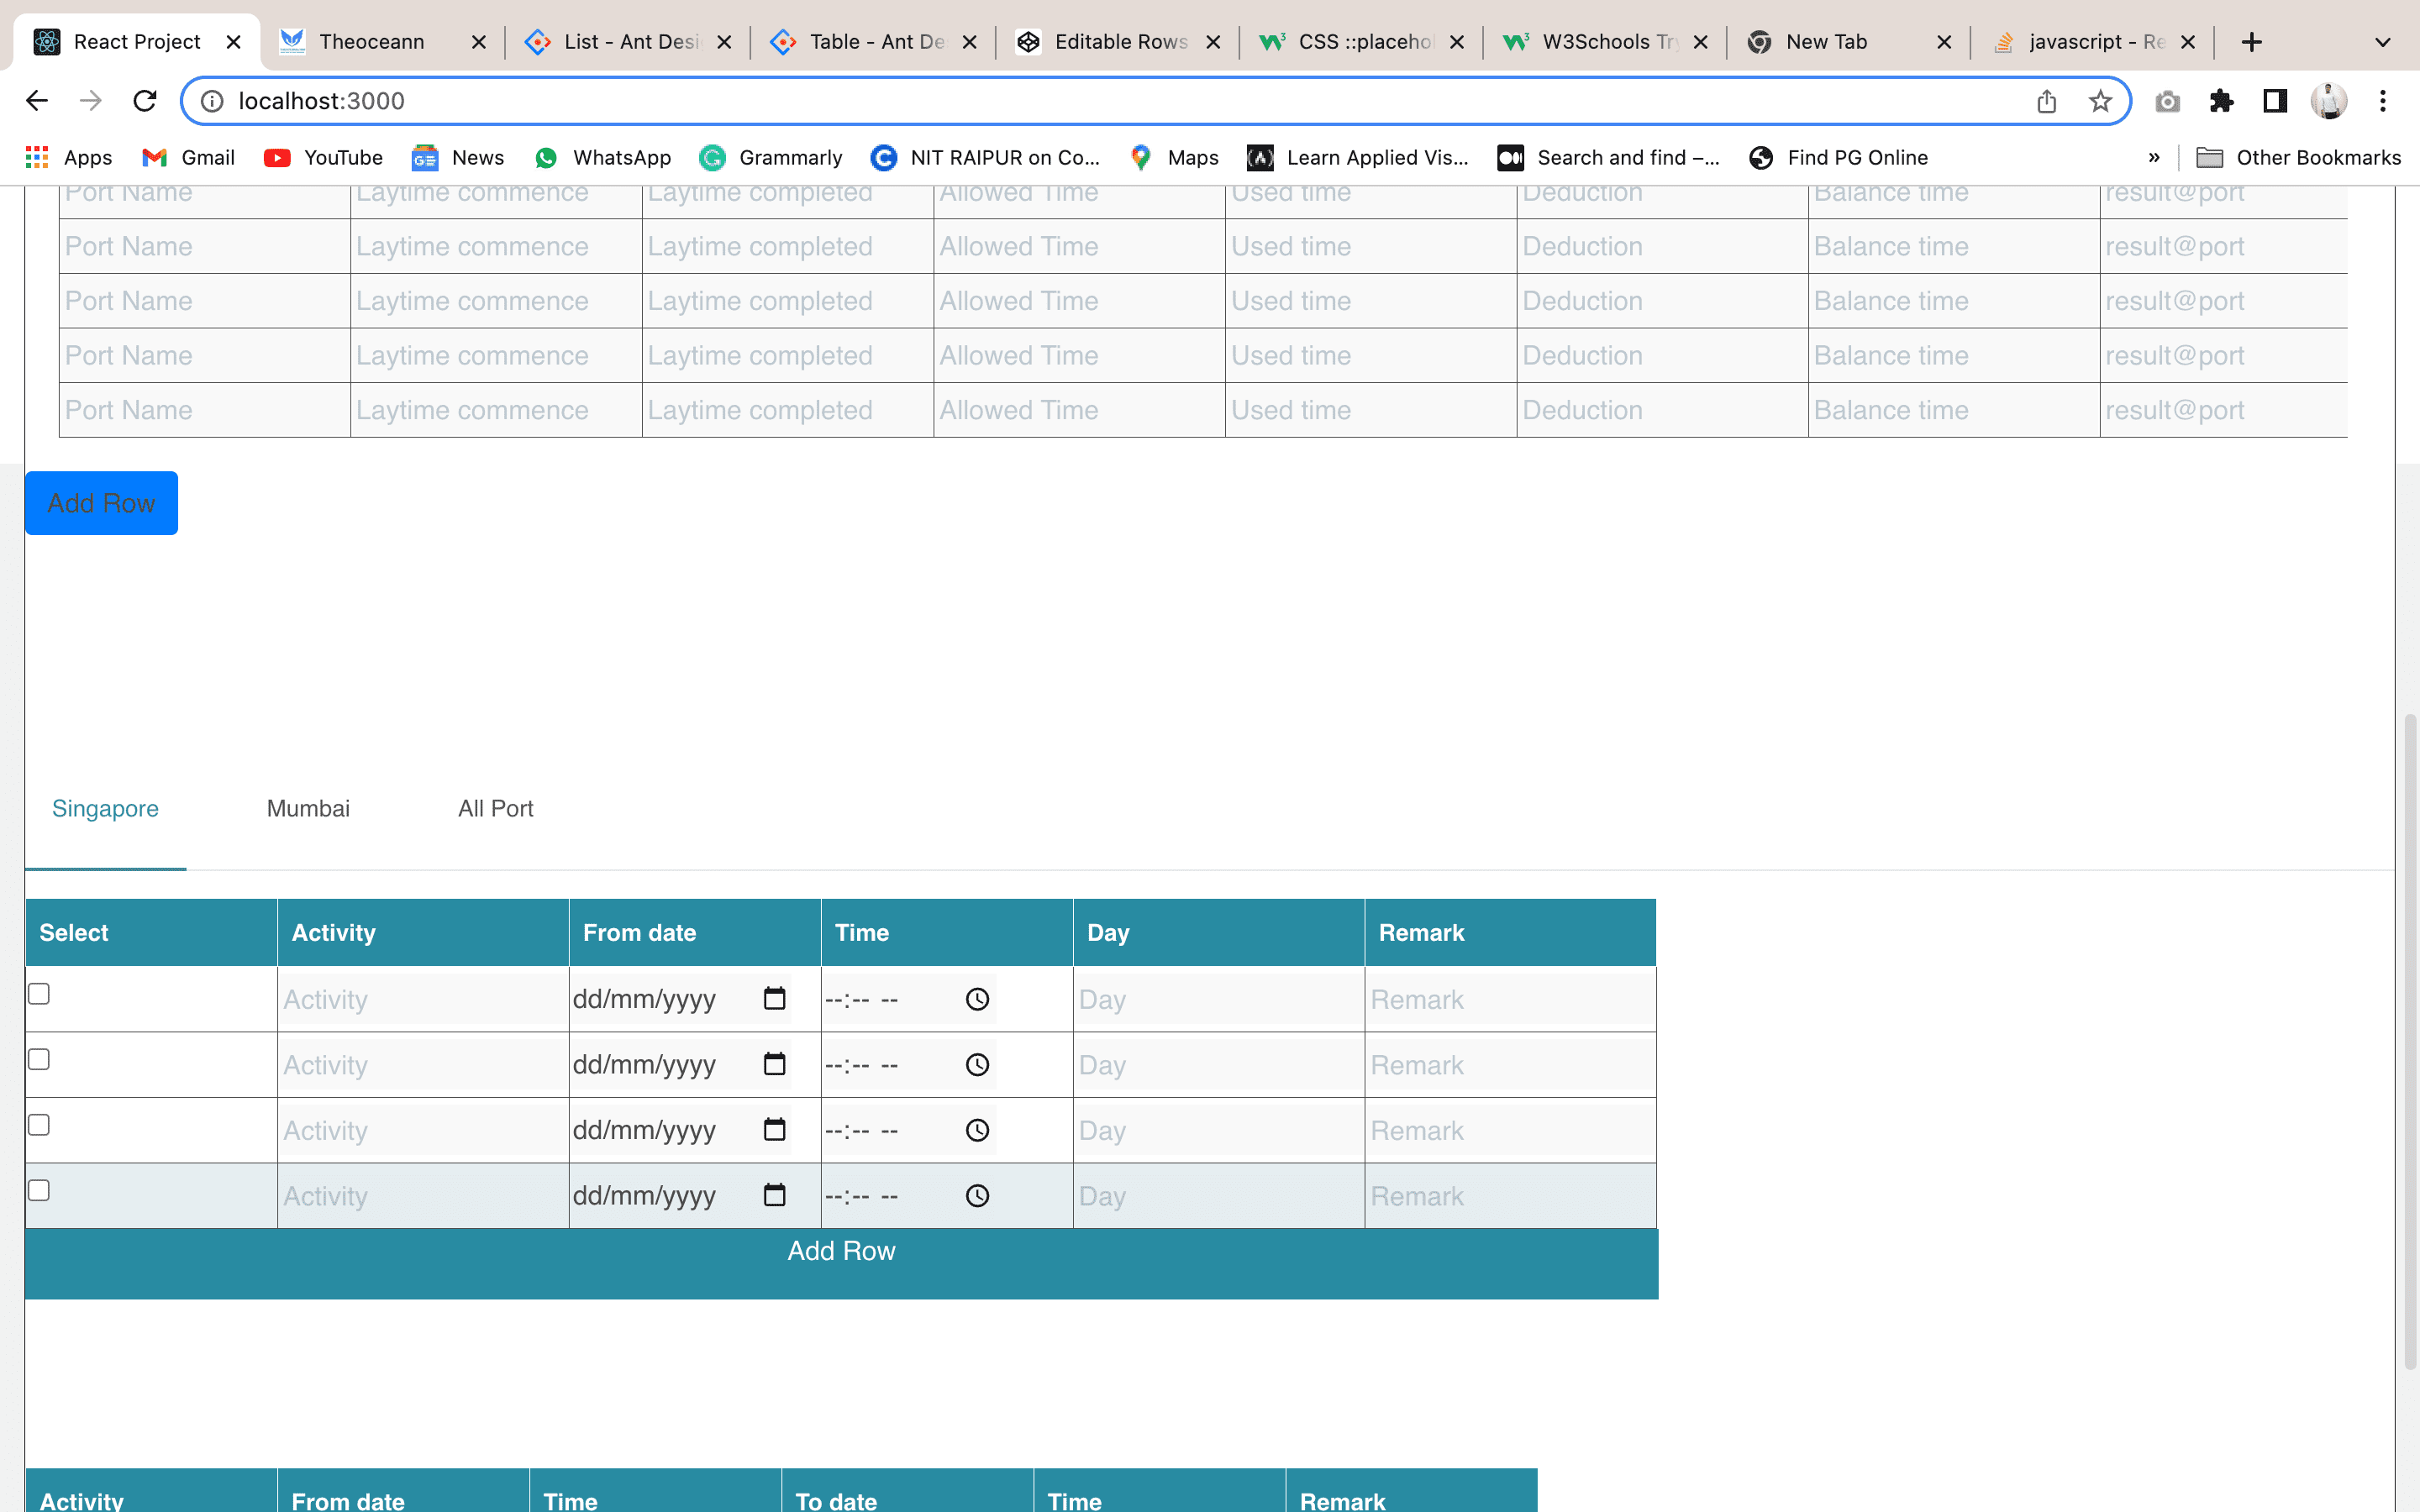 React Project Theoceann List - Ant Desi Table - Ant De Editable Rows CSS ::placehol W3Schools Try New Tab javascript - Re
localhost:3000
Apps Gmail YouTube News WhatsApp Grammarly NIT RAIPUR on Co... Maps Learn Applied Vis... Search and find –... Find PG Online » Other Bookmarks
Port Name Laytime commence Laytime completed Allowed Time Used time Deduction Balance time result@port
Port Name Laytime commence Laytime completed Allowed Time Used time Deduction Balance time result@port
Port Name Laytime commence Laytime completed Allowed Time Used time Deduction Balance time result@port
Port Name Laytime commence Laytime completed Allowed Time Used time Deduction Balance time result@port
Port Name Laytime commence Laytime completed Allowed Time Used time Deduction Balance time result@port
Add Row
Singapore Mumbai All Port
Select Activity From date Time Day Remark
Activity dd/mm/yyyy --:-- -- Day Remark
Activity dd/mm/yyyy --:-- -- Day Remark
Activity dd/mm/yyyy --:-- -- Day Remark
Activity dd/mm/yyyy --:-- -- Day Remark
Add Row
Activity From date Time To date Time Remark